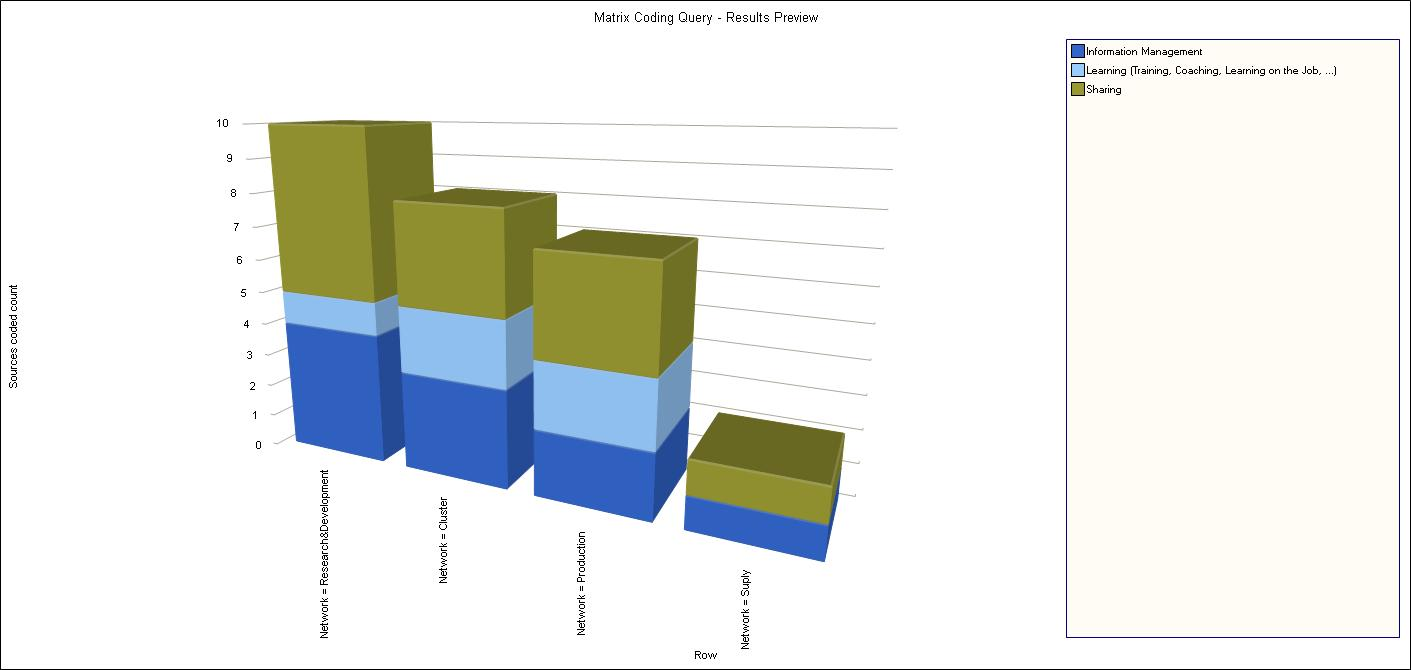 Matrix Coding Query - Results Preview
Information Management
Learning (Training, Coaching, Learning on the Job, ...)
Sharing
10
9
8
7
6
5
4
3
2
1
0
Sources coded count
Network = Research&Development
Network = Cluster
Network = Production
Network = Suply
Row